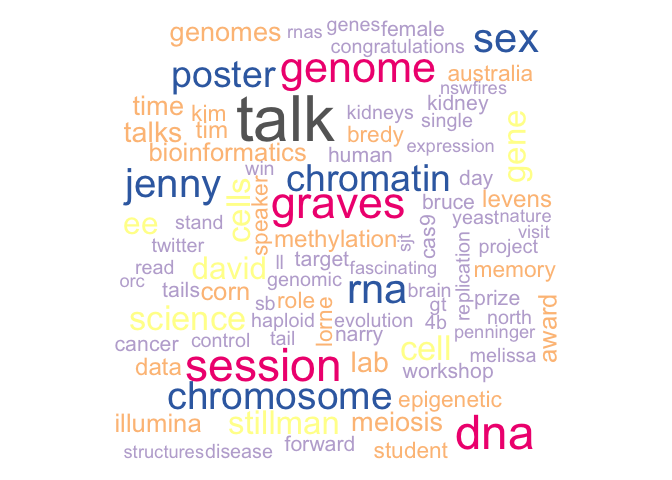 genomes rnas genes female
congratulations sex
poster genome australia
nswfires
time kim talk kidneys kidney
talks tim bredy single
bioinformatics human expression gene
win
jenny cells speaker chromatin day
graves bruce levens
ee stand yeast nature
twitter methylation sjt cas9 visit
project
read david ll target fascinating replication memory
orc genomic
tails corn sb role rna brain prize
gt
science haploid lorne evolution 4b north
narry penninger award
cancer control tail cell melissa
data session lab workshop
chromosome epigenetic
illumina stillman meiosis dna
structures disease forward student